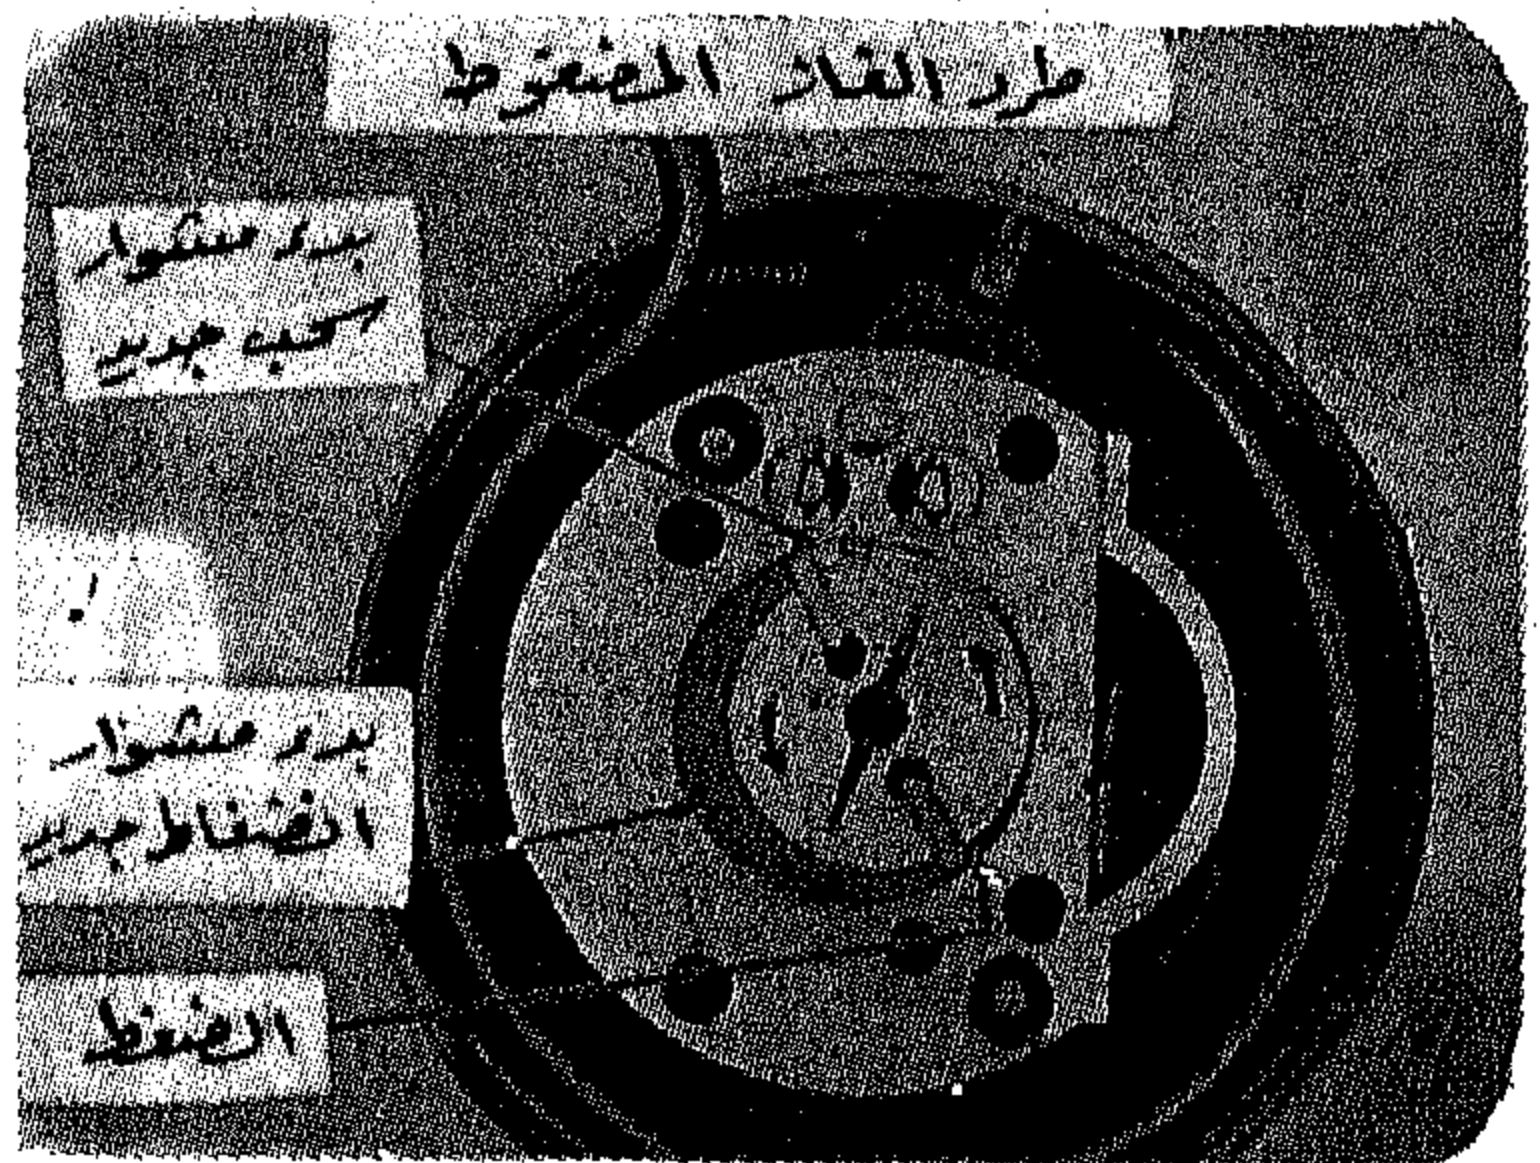 طرد الغاز المضغوط
بدء مشوار
سحب جديد
بدء مشوار
انضغاط جديد
الضغط